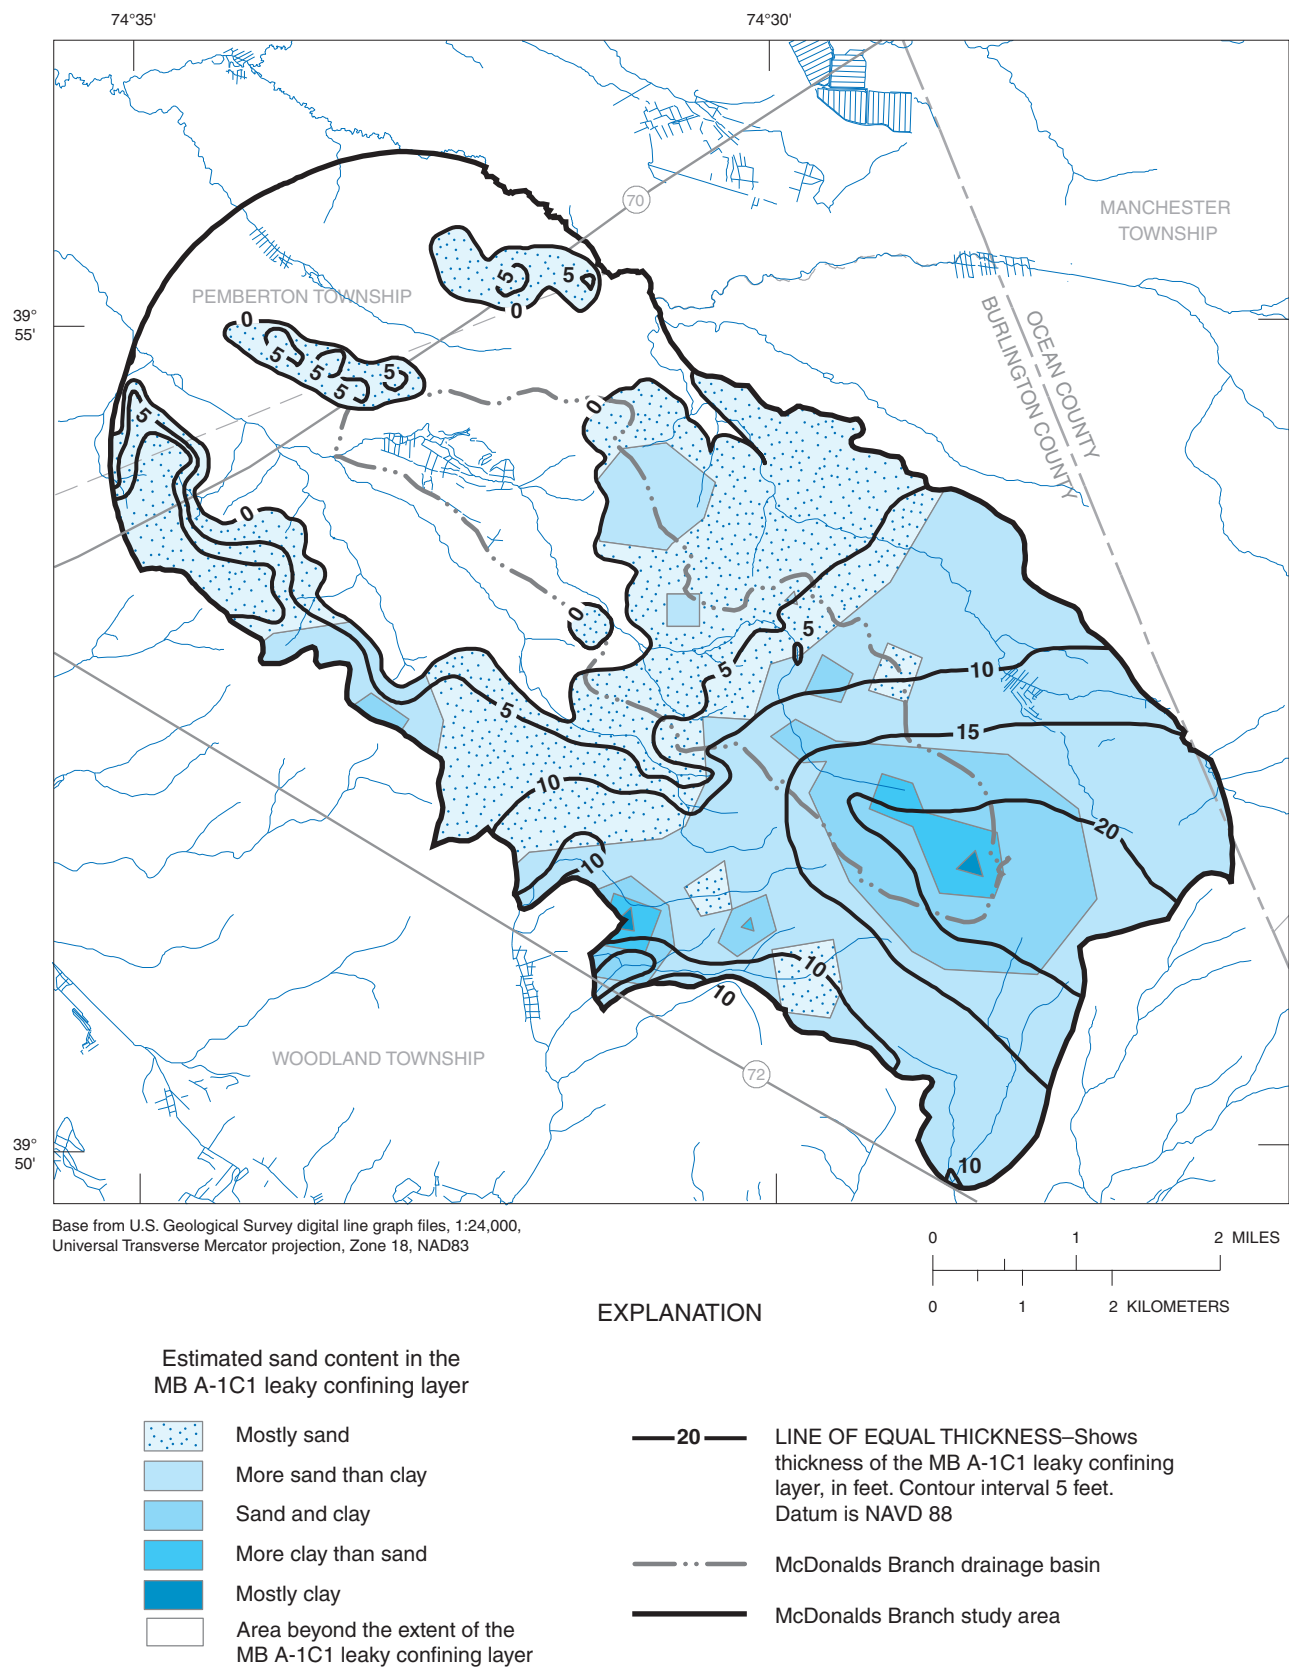 74°35'
74°30'
70
MANCHESTER
TOWNSHIP
5
5
0
PEMBERTON TOWNSHIP
OCEAN COUNTY
BURLINGTON COUNTY
39°
55'
0
5
5
5
5
5
0
0
0
5
0
5
10
5
15
10
20
10
10
10
WOODLAND TOWNSHIP
72
39°
50'
10
Base from U.S. Geological Survey digital line graph files, 1:24,000,
Universal Transverse Mercator projection, Zone 18, NAD83
0 1 2 MILES
0 1 2 KILOMETERS
EXPLANATION
Estimated sand content in the
MB A-1C1 leaky confining layer
Mostly sand
More sand than clay
Sand and clay
More clay than sand
Mostly clay
Area beyond the extent of the
MB A-1C1 leaky confining layer
20
LINE OF EQUAL THICKNESS–Shows
thickness of the MB A-1C1 leaky confining
layer, in feet. Contour interval 5 feet.
Datum is NAVD 88
McDonalds Branch drainage basin
McDonalds Branch study area